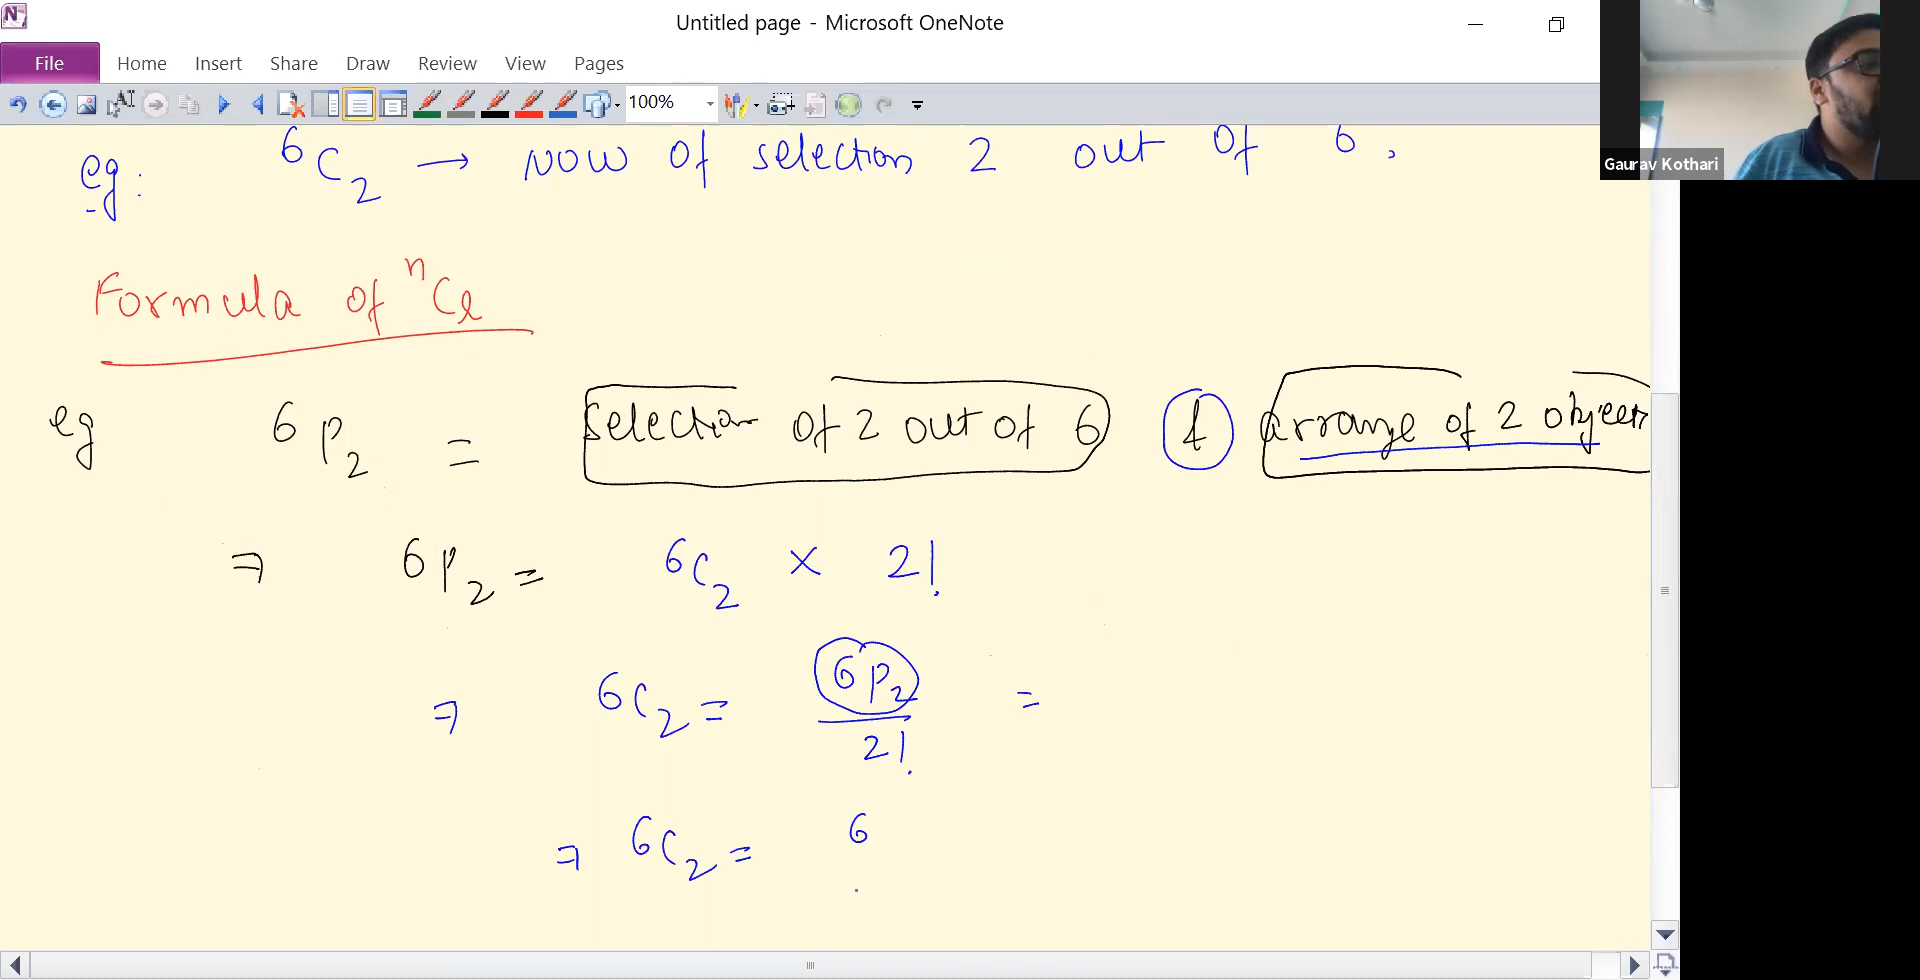 Untitled page - Microsoft OneNote
File Home Insert Share Draw Review View Pages
100%
Gaurav Kothari
eg: ⁶C₂ → NOW of selection 2 out of 6.
Formula of ⁿCr
eg ⁶P₂ = selection of 2 out of 6 & arrange of 2 objects
⇒ ⁶P₂ = ⁶C₂ × 2!
⇒ ⁶C₂ = ⁶P₂ / 2! =
⇒ ⁶C₂ = 6